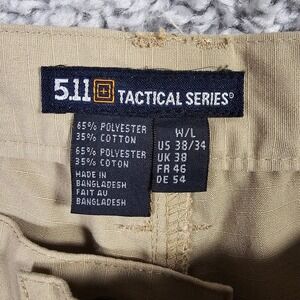 5.11 TACTICAL SERIES®
65% POLYESTER
35% COTTON
65% POLYESTER
35% COTON
MADE IN
BANGLADESH
FAIT AU
BANGLADESH
W/L
US 38/34
UK 38
FR 46
DE 54